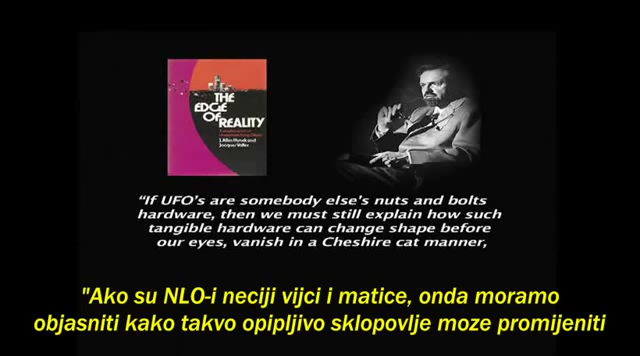 THE
EDGE
OF
REALITY
J. Allen Hynek and
Jacques Vallee
“If UFO's are somebody else's nuts and bolts
hardware, then we must still explain how such
tangible hardware can change shape before
our eyes, vanish in a Cheshire cat manner,
"Ako su NLO-i neciji vijci i matice, onda moramo
objasniti kako takvo opipljivo sklopovlje moze promijeniti